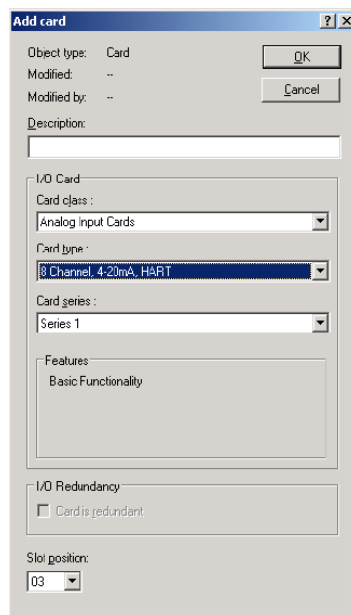 Add card
Object type: Card
OK
Modified: --
Modified by: --
Cancel
Description:
I/O Card
Card class :
Analog Input Cards
Card type :
8 Channel, 4-20mA, HART
Card series :
Series 1
Features
Basic Functionality
I/O Redundancy
Card is redundant
Slot position:
03